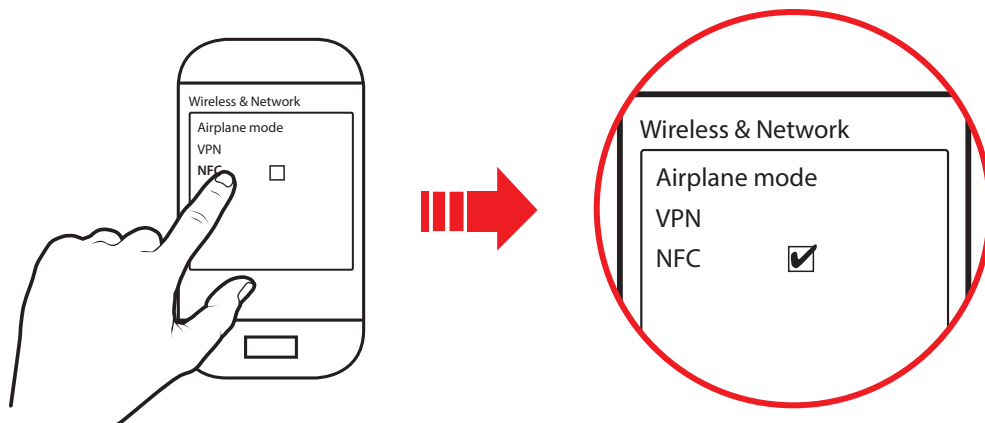 Wireless & Network
Airplane mode
VPN
NFC
Wireless & Network
Airplane mode
VPN
NFC